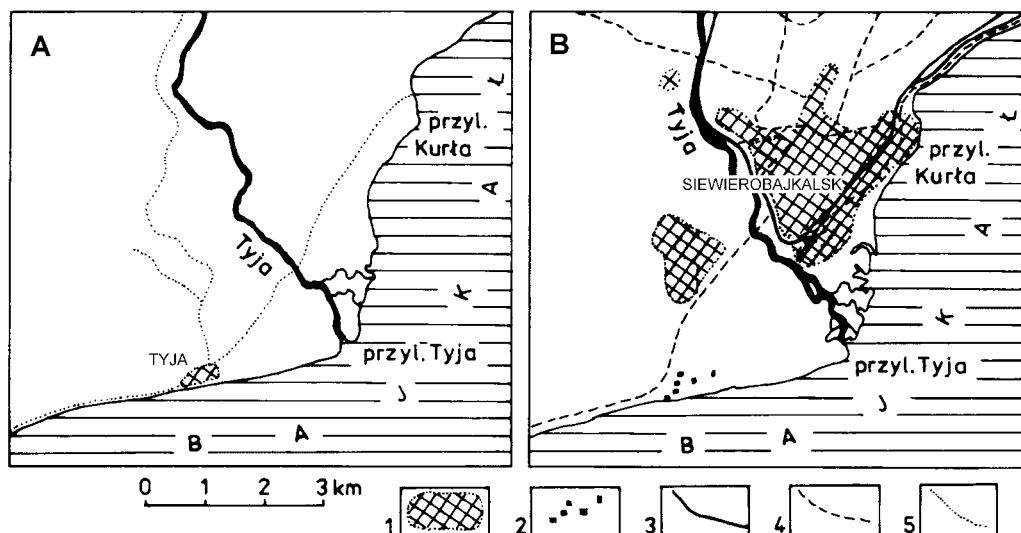 A
Tyja
TYJA
przyl.
Kurła
przyl. Tyja
B A J K A Ł
B
Tyja
SIEWIEROBAJKALSK
przyl.
Kurła
przyl. Tyja
B A J K A Ł
0 1 2 3 km
1 2 3 4 5